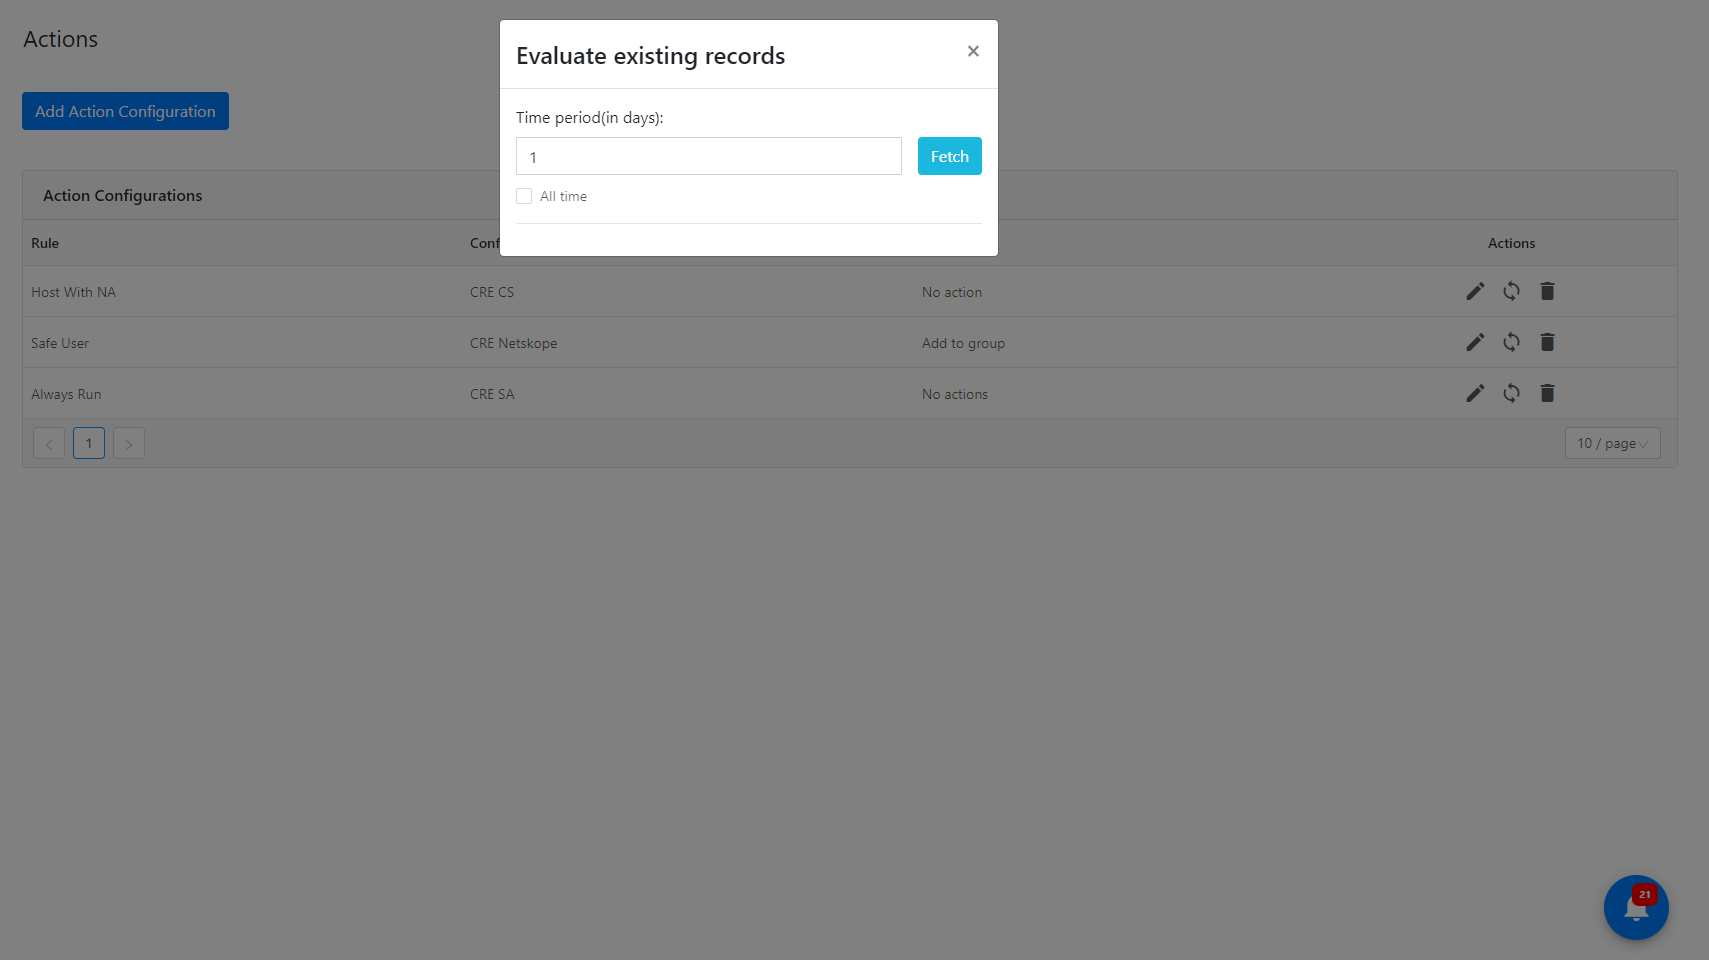 Actions
Evaluate existing records
×
Add Action Configuration
Time period(in days):
1
Fetch
All time
Action Configurations
Rule
Conf
Actions
Host With NA
CRE CS
No action
Safe User
CRE Netskope
Add to group
Always Run
CRE SA
No actions
<
1
>
10 / page
21